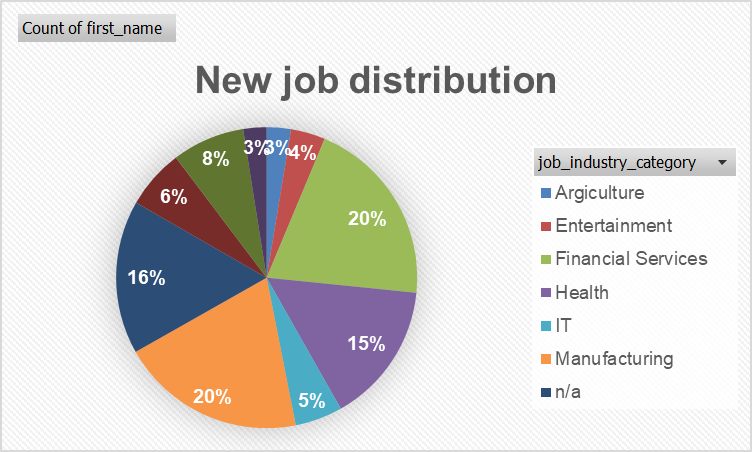 Count of first_name
New job distribution
3% 3% 4%
8%
6%
20%
16%
15%
20%
5%
job_industry_category
Argiculture
Entertainment
Financial Services
Health
IT
Manufacturing
n/a